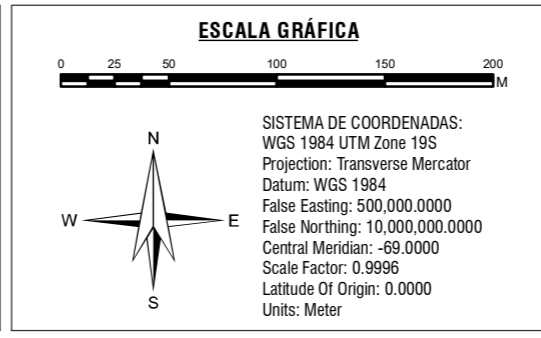 ESCALA GRÁFICA
0 25 50 100 150 200
M
N
W E
S
SISTEMA DE COORDENADAS:
WGS 1984 UTM Zone 19S
Projection: Transverse Mercator
Datum: WGS 1984
False Easting: 500,000.0000
False Northing: 10,000,000.0000
Central Meridian: -69.0000
Scale Factor: 0.9996
Latitude Of Origin: 0.0000
Units: Meter